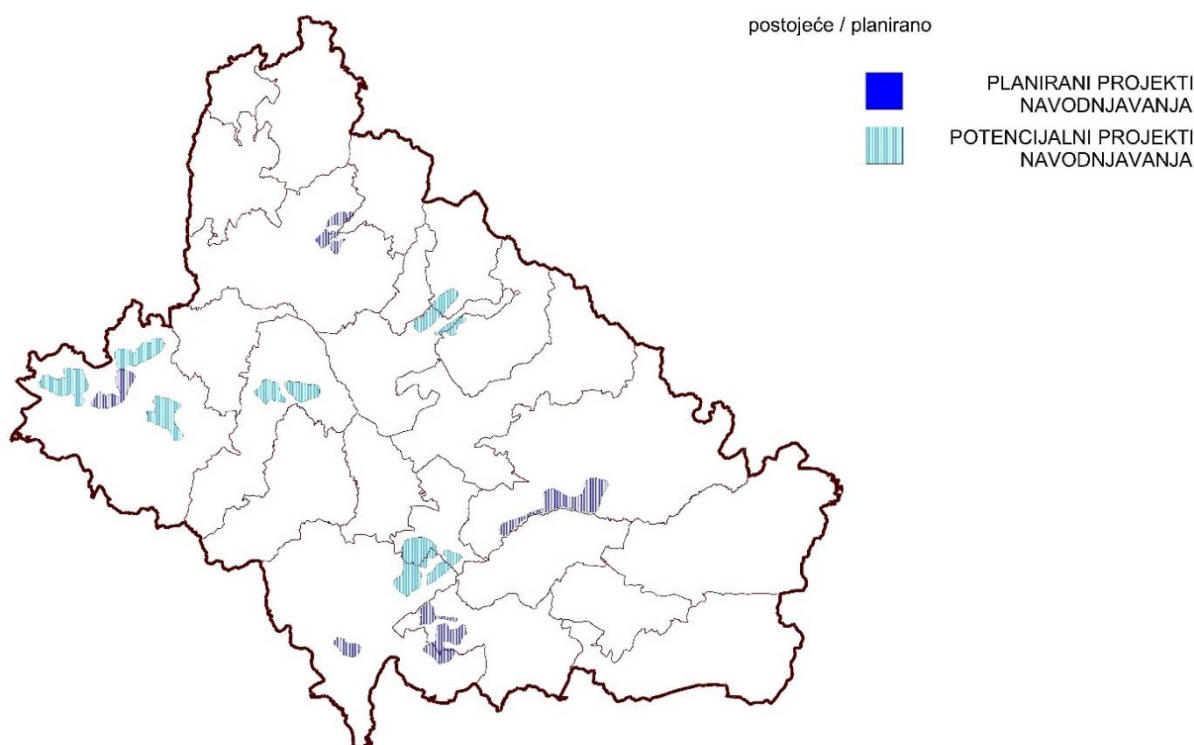 postojeće / planirano
PLANIRANI PROJEKTI
NAVODNJAVANJA
POTENCIJALNI PROJEKTI
NAVODNJAVANJA